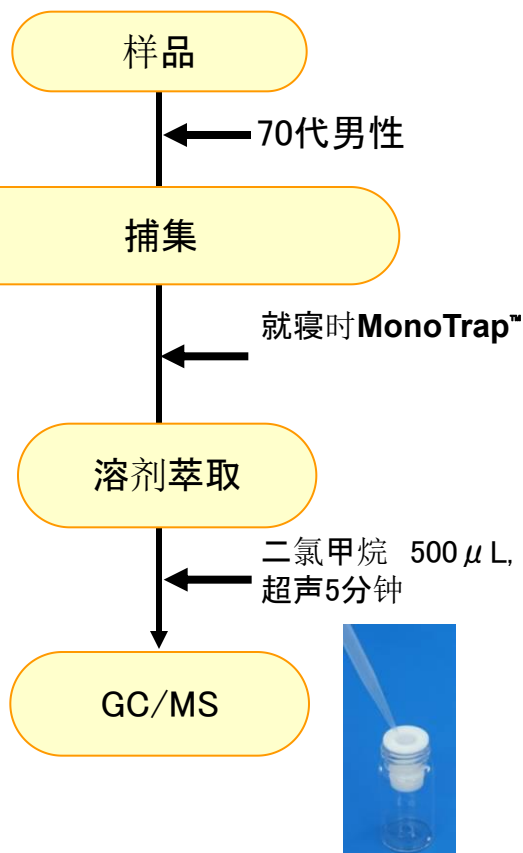 样品
70代男性
捕集
就寝时MonoTrap™
溶剂萃取
二氯甲烷 500μL,
超声5分钟
GC/MS